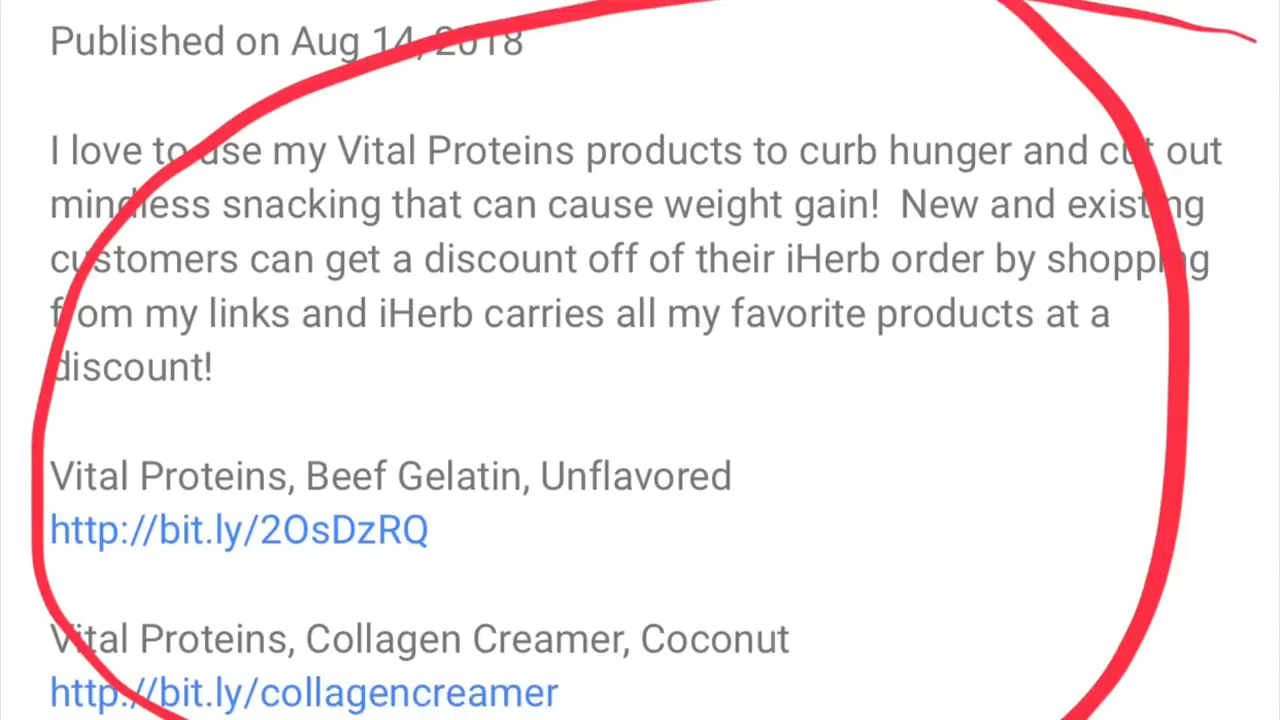 Published on Aug 14, 2018
I love to use my Vital Proteins products to curb hunger and cut out
mindless snacking that can cause weight gain!  New and existing
customers can get a discount off of their iHerb order by shopping
from my links and iHerb carries all my favorite products at a
discount!
Vital Proteins, Beef Gelatin, Unflavored
http://bit.ly/2OsDzRQ
Vital Proteins, Collagen Creamer, Coconut
http://bit.ly/collagencreamer